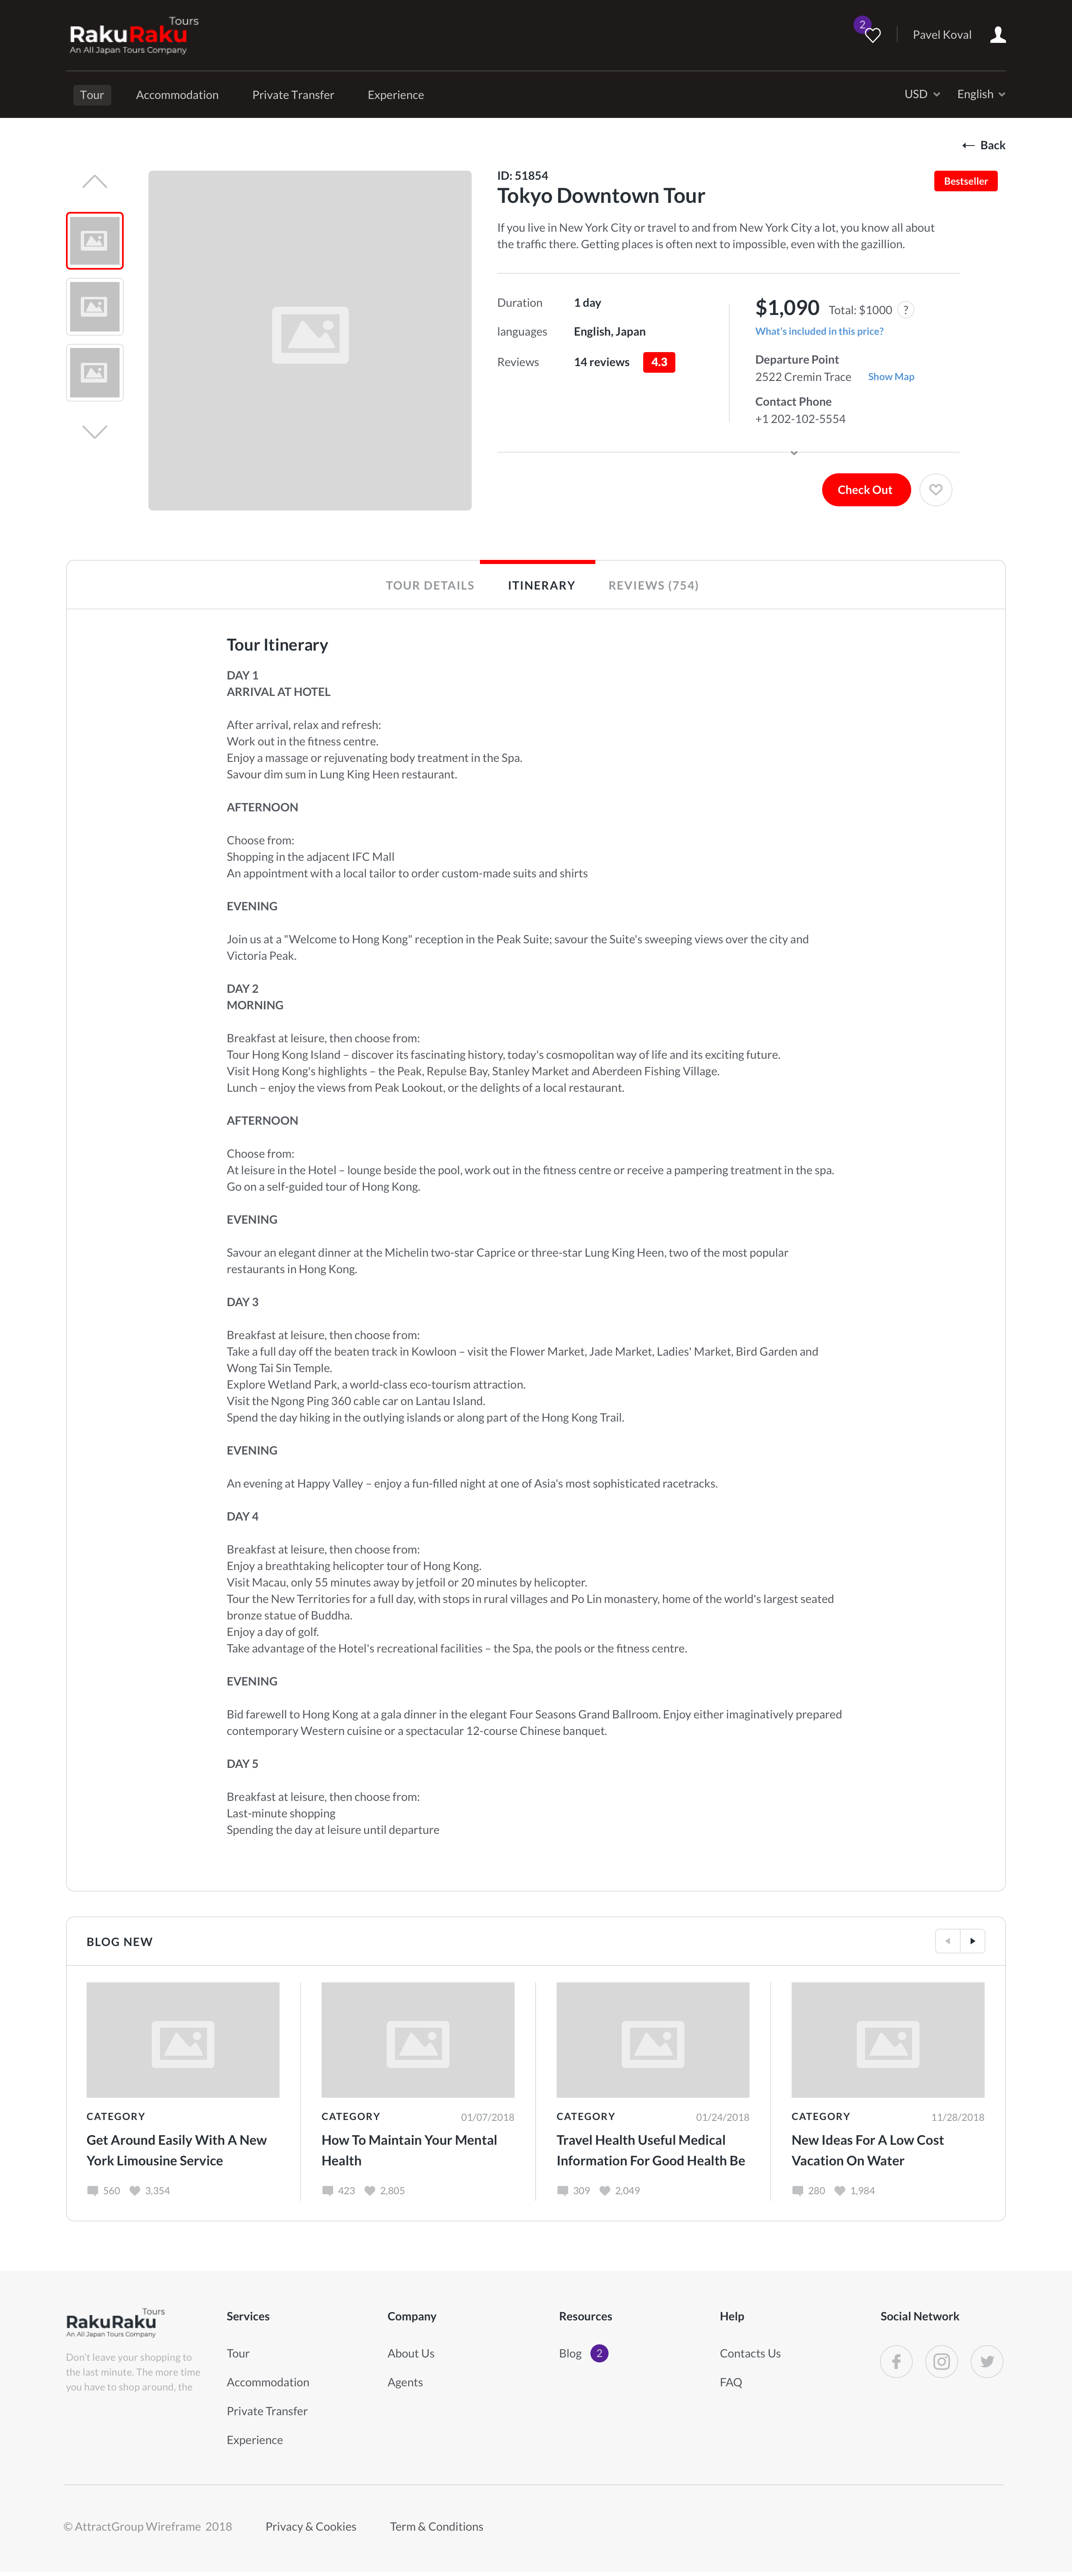 Tours
RakuRaku
An All Japan Tours Company
2
Pavel Koval
Tour
Accommodation
Private Transfer
Experience
USD
English
Back
ID: 51854
Bestseller
Tokyo Downtown Tour
If you live in New York City or travel to and from New York City a lot, you know all about
the traffic there. Getting places is often next to impossible, even with the gazillion.
Duration 1 day
languages English, Japan
Reviews 14 reviews 4.3
$1,090 Total: $1000 ?
What's included in this price?
Departure Point
2522 Cremin Trace Show Map
Contact Phone
+1 202-102-5554
Check Out
TOUR DETAILS
ITINERARY
REVIEWS (754)
Tour Itinerary
DAY 1
ARRIVAL AT HOTEL
After arrival, relax and refresh:
Work out in the fitness centre.
Enjoy a massage or rejuvenating body treatment in the Spa.
Savour dim sum in Lung King Heen restaurant.
AFTERNOON
Choose from:
Shopping in the adjacent IFC Mall
An appointment with a local tailor to order custom-made suits and shirts
EVENING
Join us at a "Welcome to Hong Kong" reception in the Peak Suite; savour the Suite's sweeping views over the city and
Victoria Peak.
DAY 2
MORNING
Breakfast at leisure, then choose from:
Tour Hong Kong Island – discover its fascinating history, today's cosmopolitan way of life and its exciting future.
Visit Hong Kong's highlights – the Peak, Repulse Bay, Stanley Market and Aberdeen Fishing Village.
Lunch – enjoy the views from Peak Lookout, or the delights of a local restaurant.
AFTERNOON
Choose from:
At leisure in the Hotel – lounge beside the pool, work out in the fitness centre or receive a pampering treatment in the spa.
Go on a self-guided tour of Hong Kong.
EVENING
Savour an elegant dinner at the Michelin two-star Caprice or three-star Lung King Heen, two of the most popular
restaurants in Hong Kong.
DAY 3
Breakfast at leisure, then choose from:
Take a full day off the beaten track in Kowloon – visit the Flower Market, Jade Market, Ladies' Market, Bird Garden and
Wong Tai Sin Temple.
Explore Wetland Park, a world-class eco-tourism attraction.
Visit the Ngong Ping 360 cable car on Lantau Island.
Spend the day hiking in the outlying islands or along part of the Hong Kong Trail.
EVENING
An evening at Happy Valley – enjoy a fun-filled night at one of Asia's most sophisticated racetracks.
DAY 4
Breakfast at leisure, then choose from:
Enjoy a breathtaking helicopter tour of Hong Kong.
Visit Macau, only 55 minutes away by jetfoil or 20 minutes by helicopter.
Tour the New Territories for a full day, with stops in rural villages and Po Lin monastery, home of the world's largest seated
bronze statue of Buddha.
Enjoy a day of golf.
Take advantage of the Hotel's recreational facilities – the Spa, the pools or the fitness centre.
EVENING
Bid farewell to Hong Kong at a gala dinner in the elegant Four Seasons Grand Ballroom. Enjoy either imaginatively prepared
contemporary Western cuisine or a spectacular 12-course Chinese banquet.
DAY 5
Breakfast at leisure, then choose from:
Last-minute shopping
Spending the day at leisure until departure
BLOG NEW
CATEGORY
Get Around Easily With A New
York Limousine Service
560 3,354
CATEGORY 01/07/2018
How To Maintain Your Mental
Health
423 2,805
CATEGORY 01/24/2018
Travel Health Useful Medical
Information For Good Health Be
309 2,049
CATEGORY 11/28/2018
New Ideas For A Low Cost
Vacation On Water
280 1,984
Tours
RakuRaku
An All Japan Tours Company
Don't leave your shopping to
the last minute. The more time
you have to shop around, the
Services
Tour
Accommodation
Private Transfer
Experience
Company
About Us
Agents
Resources
Blog 2
Help
Contacts Us
FAQ
Social Network
© AttractGroup Wireframe 2018
Privacy & Cookies
Term & Conditions